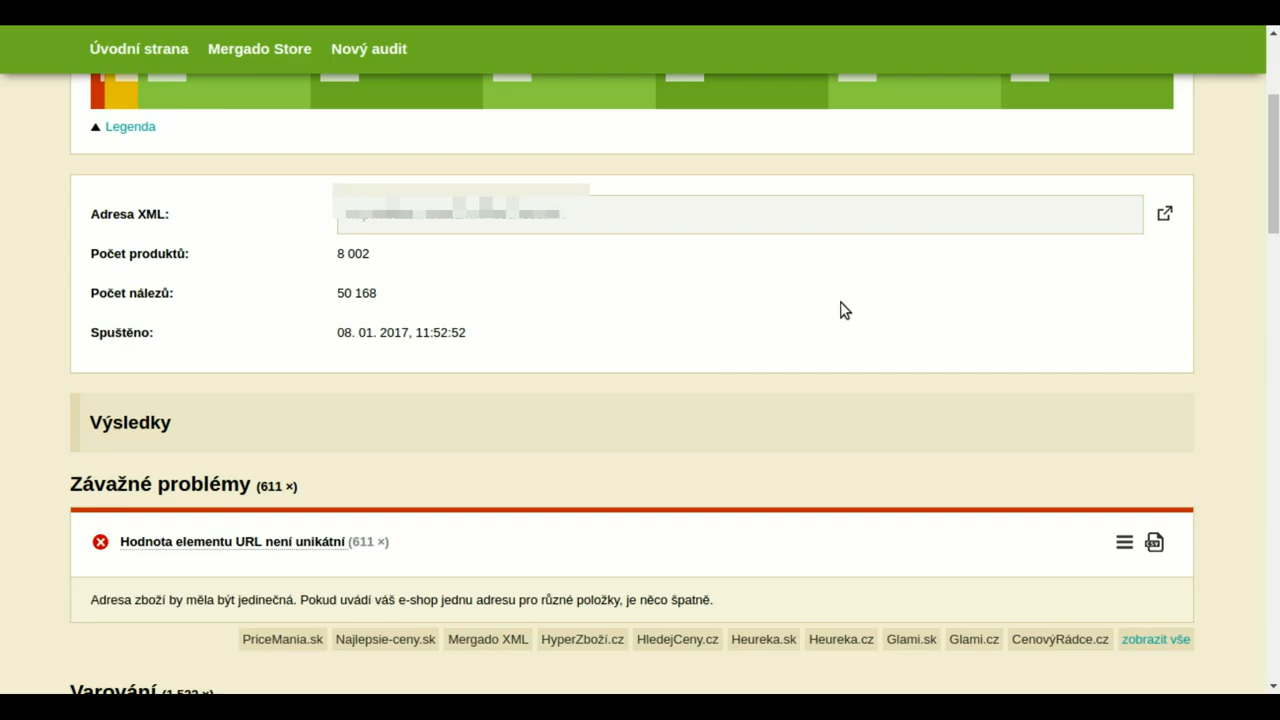 Úvodní strana Mergado Store Nový audit
Legenda
Adresa XML:
Počet produktů: 8 002
Počet nálezů: 50 168
Spuštěno: 08. 01. 2017, 11:52:52
Výsledky
Závažné problémy (611 ×)
Hodnota elementu URL není unikátní (611 ×)
CSV
Adresa zboží by měla být jedinečná. Pokud uvádí váš e-shop jednu adresu pro různé položky, je něco špatně.
PriceMania.sk Najlepsie-ceny.sk Mergado XML HyperZboží.cz HledejCeny.cz Heureka.sk Heureka.cz Glami.sk Glami.cz CenovýRádce.cz zobrazit vše
Varování